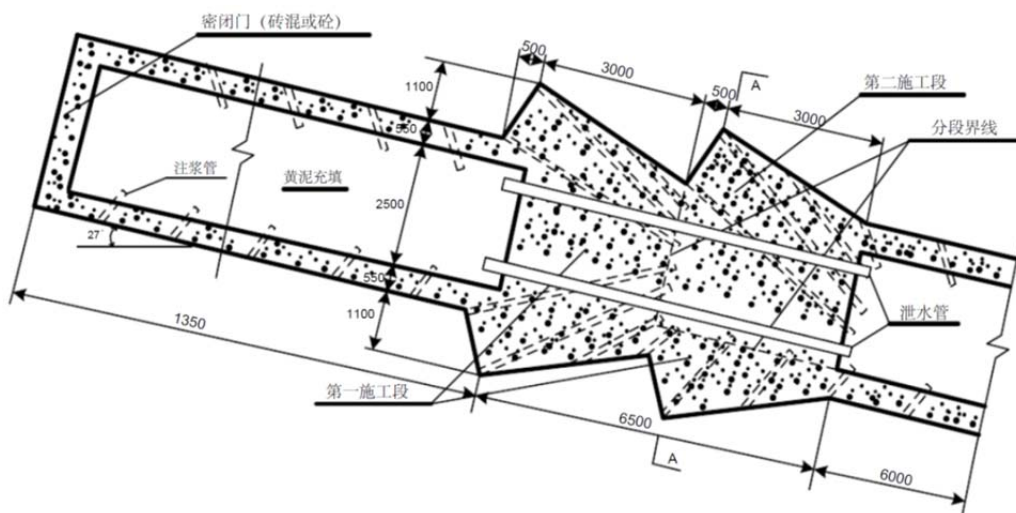 密闭门（砖混或砼）
500
3000
500
A
第二施工段
1100
3000
分段界线
550
注浆管
黄泥充填
2500
27°
550
1100
泄水管
1350
第一施工段
6500
A
6000